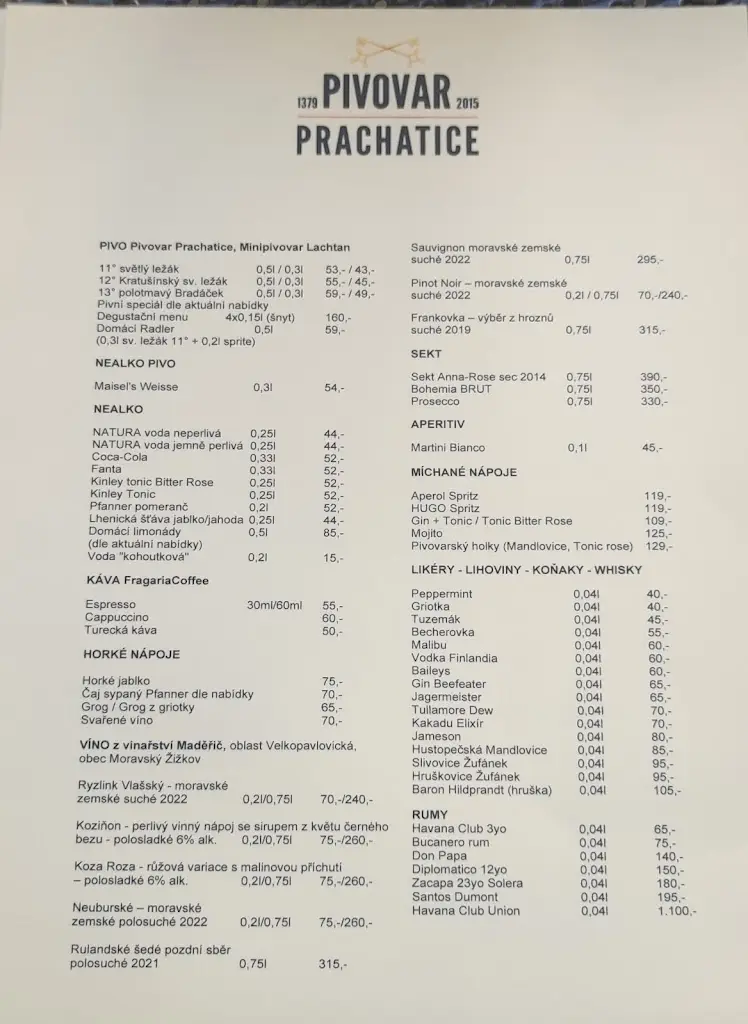 1379 PIVOVAR 2015
PRACHATICE
PIVO Pivovar Prachatice, Minipivovar Lachtan
11° světlý ležák 0,5l / 0,3l 53,- / 43,-
12° Kratušínský sv. ležák 0,5l / 0,3l 55,- / 45,-
13° polotmavý Bradáček 0,5l / 0,3l 59,- / 49,-
Pivní speciál dle aktuální nabídky
Degustační menu 4x0,15l (šnyt) 160,-
Domácí Radler 0,5l 59,-
(0,3l sv. ležák 11° + 0,2l sprite)
NEALKO PIVO
Maisel's Weisse 0,3l 54,-
NEALKO
NATURA voda neperlivá 0,25l 44,-
NATURA voda jemně perlivá 0,25l 44,-
Coca-Cola 0,33l 52,-
Fanta 0,33l 52,-
Kinley tonic Bitter Rose 0,25l 52,-
Kinley Tonic 0,25l 52,-
Pfanner pomeranč 0,2l 52,-
Lhenická šťáva jablko/jahoda 0,25l 44,-
Domácí limonády 0,5l 85,-
(dle aktuální nabídky)
Voda "kohoutková" 0,2l 15,-
KÁVA FragariaCoffee
Espresso 30ml/60ml 55,-
Cappuccino 60,-
Turecká káva 50,-
HORKÉ NÁPOJE
Horké jablko 75,-
Čaj sypaný Pfanner dle nabídky 70,-
Grog / Grog z griotky 65,-
Svařené víno 70,-
VÍNO z vinařství Maděřič, oblast Velkopavlovická,
obec Moravský Žižkov
Ryzlink Vlašský - moravské
zemské suché 2022 0,2l/0,75l 70,-/240,-
Koziňon - perlivý vinný nápoj se sirupem z květu černého
bezu - polosladké 6% alk. 0,2l/0,75l 75,-/260,-
Koza Roza - růžová variace s malinovou příchutí
– polosladké 6% alk. 0,2l/0,75l 75,-/260,-
Neuburské – moravské
zemské polosuché 2022 0,2l/0,75l 75,-/260,-
Rulandské šedé pozdní sběr
polosuché 2021 0,75l 315,-
Sauvignon moravské zemské
suché 2022 0,75l 295,-
Pinot Noir – moravské zemské
suché 2022 0,2l / 0,75l 70,-/240,-
Frankovka – výběr z hroznů
suché 2019 0,75l 315,-
SEKT
Sekt Anna-Rose sec 2014 0,75l 390,-
Bohemia BRUT 0,75l 350,-
Prosecco 0,75l 330,-
APERITIV
Martini Bianco 0,1l 45,-
MÍCHANÉ NÁPOJE
Aperol Spritz 119,-
HUGO Spritz 119,-
Gin + Tonic / Tonic Bitter Rose 109,-
Mojito 125,-
Pivovarský holky (Mandlovice, Tonic rose) 129,-
LIKÉRY - LIHOVINY - KOŇAKY - WHISKY
Peppermint 0,04l 40,-
Griotka 0,04l 40,-
Tuzemák 0,04l 45,-
Becherovka 0,04l 55,-
Malibu 0,04l 60,-
Vodka Finlandia 0,04l 60,-
Baileys 0,04l 60,-
Gin Beefeater 0,04l 65,-
Jagermeister 0,04l 65,-
Tullamore Dew 0,04l 70,-
Kakadu Elixír 0,04l 70,-
Jameson 0,04l 80,-
Hustopečská Mandlovice 0,04l 85,-
Slivovice Žufánek 0,04l 95,-
Hruškovice Žufánek 0,04l 95,-
Baron Hildprandt (hruška) 0,04l 105,-
RUMY
Havana Club 3yo 0,04l 65,-
Bucanero rum 0,04l 75,-
Don Papa 0,04l 140,-
Diplomatico 12yo 0,04l 150,-
Zacapa 23yo Solera 0,04l 180,-
Santos Dumont 0,04l 195,-
Havana Club Union 0,04l 1.100,-